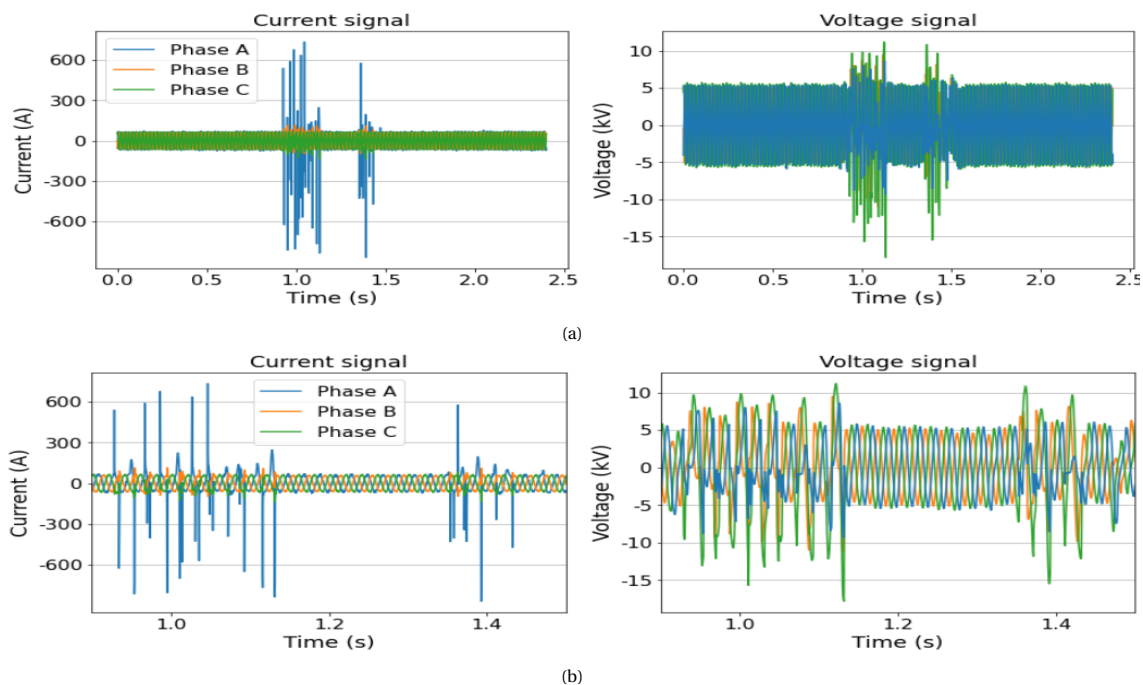 Current signal
Current (A)
600
300
0
-300
-600
Phase A
Phase B
Phase C
0.0 0.5 1.0 1.5 2.0 2.5
Time (s)
Voltage signal
Voltage (kV)
10
5
0
-5
-10
-15
0.0 0.5 1.0 1.5 2.0 2.5
Time (s)
(a)
Current signal
Current (A)
600
300
0
-300
-600
Phase A
Phase B
Phase C
1.0 1.2 1.4
Time (s)
Voltage signal
Voltage (kV)
10
5
0
-5
-10
-15
1.0 1.2 1.4
Time (s)
(b)